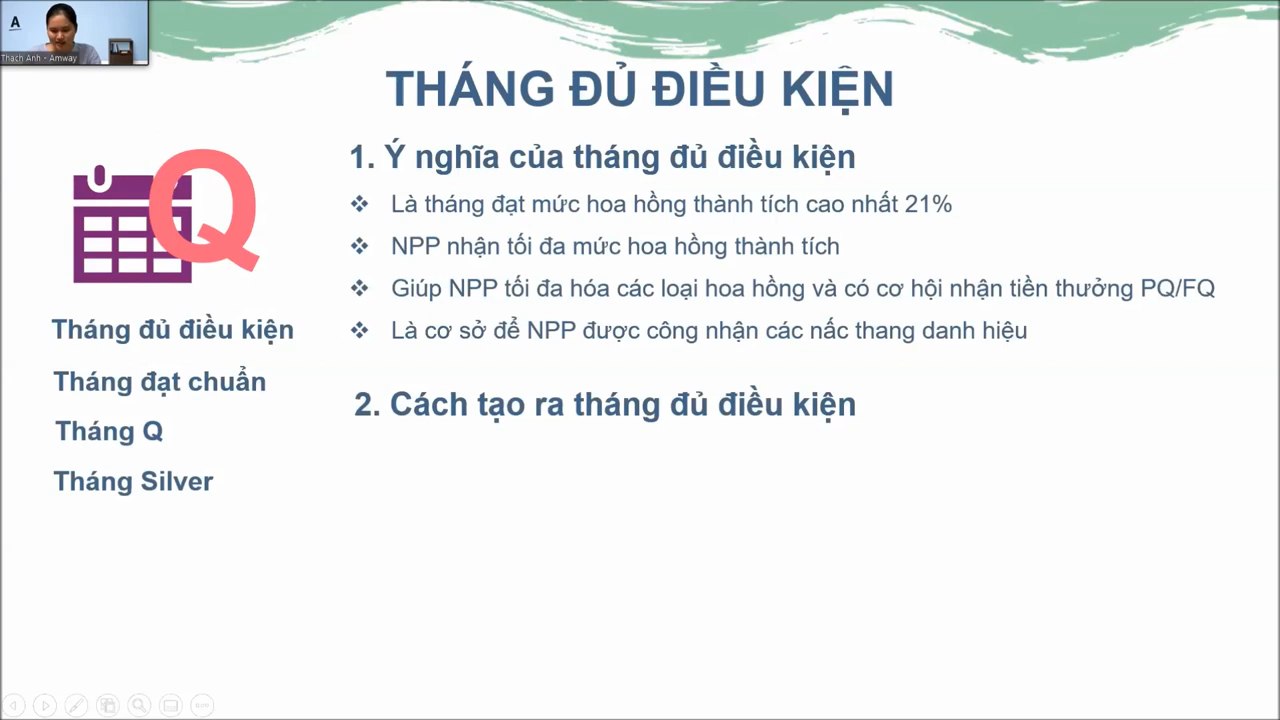 A
Thach Anh - Amway
THÁNG ĐỦ ĐIỀU KIỆN
Q
Tháng đủ điều kiện
Tháng đạt chuẩn
Tháng Q
Tháng Silver
1. Ý nghĩa của tháng đủ điều kiện
❖ Là tháng đạt mức hoa hồng thành tích cao nhất 21%
❖ NPP nhận tối đa mức hoa hồng thành tích
❖ Giúp NPP tối đa hóa các loại hoa hồng và có cơ hội nhận tiền thưởng PQ/FQ
❖ Là cơ sở để NPP được công nhận các nấc thang danh hiệu
2. Cách tạo ra tháng đủ điều kiện